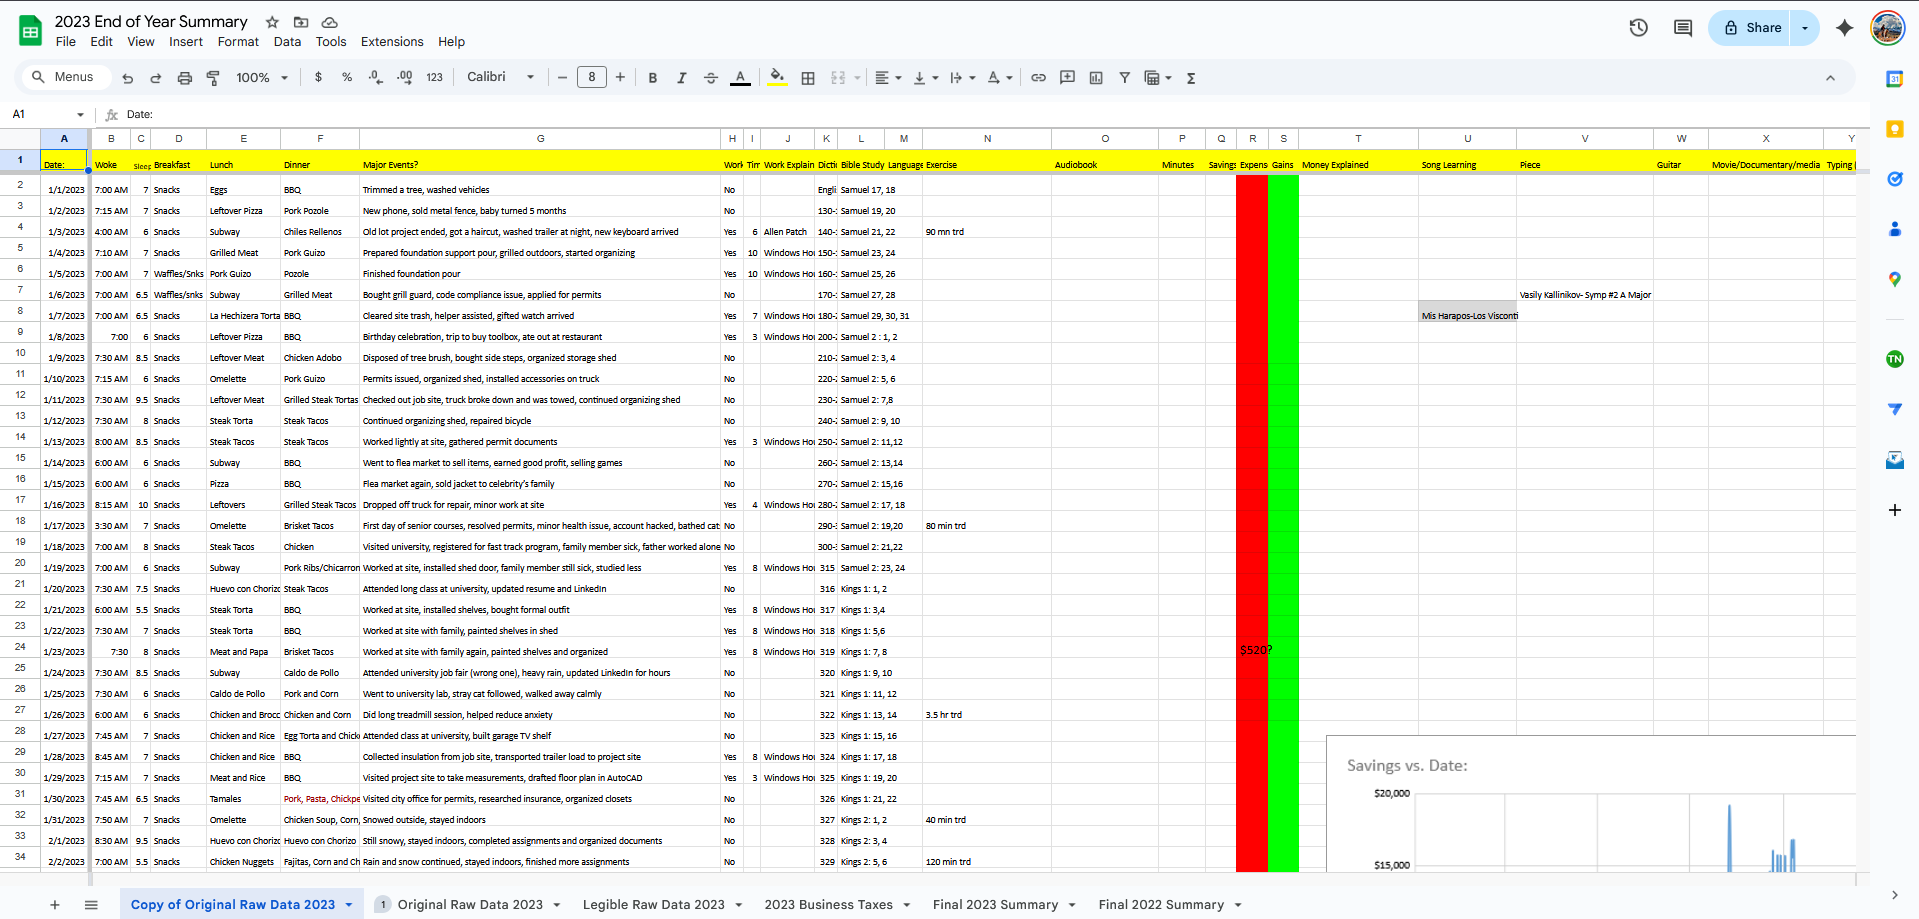 2023 End of Year Summary
File Edit View Insert Format Data Tools Extensions Help
Share
Menus 100% $ % .0 .00 123 Calibri 8 B I A
A1 Date:
A B C D E F G H I J K L M N O P Q R S T U V W X Y
1 Date: Woke Sleep Breakfast Lunch Dinner Major Events? Work Tim Work Explain Dictio Bible Study Language Exercise Audiobook Minutes Savings Expens Gains Money Explained Song Learning Piece Guitar Movie/Documentary/media Typing
2 1/1/2023 7:00 AM 7 Snacks Eggs BBQ Trimmed a tree, washed vehicles No Engli Samuel 17, 18
3 1/2/2023 7:15 AM 7 Snacks Leftover Pizza Pork Pozole New phone, sold metal fence, baby turned 5 months No 130- Samuel 19, 20
4 1/3/2023 4:00 AM 6 Snacks Subway Chiles Rellenos Old lot project ended, got a haircut, washed trailer at night, new keyboard arrived Yes 6 Allen Patch 140- Samuel 21, 22 90 mn trd
5 1/4/2023 7:10 AM 7 Snacks Grilled Meat Pork Guizo Prepared foundation support pour, grilled outdoors, started organizing Yes 10 Windows Hou 150- Samuel 23, 24
6 1/5/2023 7:00 AM 7 Waffles/Snks Pork Guizo Pozole Finished foundation pour Yes 10 Windows Hou 160- Samuel 25, 26
7 1/6/2023 7:00 AM 6.5 Waffles/snks Subway Grilled Meat Bought grill guard, code compliance issue, applied for permits No 170- Samuel 27, 28 Vasily Kallinikov- Symp #2 A Major
8 1/7/2023 7:00 AM 6.5 Snacks La Hechizera Torta BBQ Cleared site trash, helper assisted, gifted watch arrived Yes 7 Windows Hou 180- Samuel 29, 30, 31 Mis Harapos-Los Visconti
9 1/8/2023 7:00 6 Snacks Leftover Pizza BBQ Birthday celebration, trip to buy toolbox, ate out at restaurant Yes 3 Windows Hou 200- Samuel 2 : 1, 2
10 1/9/2023 7:30 AM 8.5 Snacks Leftover Meat Chicken Adobo Disposed of tree brush, bought side steps, organized storage shed No 210- Samuel 2: 3, 4
11 1/10/2023 7:15 AM 6 Snacks Omelette Pork Guizo Permits issued, organized shed, installed accessories on truck No 220- Samuel 2: 5, 6
12 1/11/2023 7:30 AM 9.5 Snacks Leftover Meat Grilled Steak Tortas Checked out job site, truck broke down and was towed, continued organizing shed No 230- Samuel 2: 7,8
13 1/12/2023 7:30 AM 8 Snacks Steak Torta Steak Tacos Continued organizing shed, repaired bicycle No 240- Samuel 2: 9, 10
14 1/13/2023 8:00 AM 8.5 Snacks Steak Tacos Steak Tacos Worked lightly at site, gathered permit documents Yes 3 Windows Hou 250- Samuel 2: 11,12
15 1/14/2023 6:00 AM 6 Snacks Subway BBQ Went to flea market to sell items, earned good profit, selling games No 260- Samuel 2: 13,14
16 1/15/2023 6:00 AM 6 Snacks Pizza BBQ Flea market again, sold jacket to celebrity's family No 270- Samuel 2: 15,16
17 1/16/2023 8:15 AM 10 Snacks Leftovers Grilled Steak Tacos Dropped off truck for repair, minor work at site Yes 4 Windows Hou 280- Samuel 2: 17, 18
18 1/17/2023 3:30 AM 7 Snacks Omelette Brisket Tacos First day of senior courses, resolved permits, minor health issue, account hacked, bathed cat No 290- Samuel 2: 19,20 80 min trd
19 1/18/2023 7:00 AM 8 Snacks Steak Tacos Chicken Visited university, registered for fast track program, family member sick, father worked alone No 300- Samuel 2: 21,22
20 1/19/2023 7:00 AM 6 Snacks Subway Pork Ribs/Chicarron Worked at site, installed shed door, family member still sick, studied less Yes 8 Windows Hou 315 Samuel 2: 23, 24
21 1/20/2023 7:30 AM 7.5 Snacks Huevo con Chorizo Steak Tacos Attended long class at university, updated resume and LinkedIn No 316 Kings 1: 1, 2
22 1/21/2023 6:00 AM 5.5 Snacks Steak Torta BBQ Worked at site, installed shelves, bought formal outfit Yes 8 Windows Hou 317 Kings 1: 3,4
23 1/22/2023 7:30 AM 7 Snacks Steak Torta BBQ Worked at site with family, painted shelves in shed Yes 8 Windows Hou 318 Kings 1: 5,6
24 1/23/2023 7:30 8 Snacks Meat and Papa Brisket Tacos Worked at site with family again, painted shelves and organized Yes 8 Windows Hou 319 Kings 1: 7, 8 $520?
25 1/24/2023 7:30 AM 8.5 Snacks Subway Caldo de Pollo Attended university job fair (wrong one), heavy rain, updated LinkedIn for hours No 320 Kings 1: 9, 10
26 1/25/2023 7:30 AM 6 Snacks Caldo de Pollo Pork and Corn Went to university lab, stray cat followed, walked away calmly No 321 Kings 1: 11, 12
27 1/26/2023 6:00 AM 6 Snacks Chicken and Brocc Chicken and Corn Did long treadmill session, helped reduce anxiety No 322 Kings 1: 13, 14 3.5 hr trd
28 1/27/2023 7:45 AM 7 Snacks Chicken and Rice Egg Torta and Chick Attended class at university, built garage TV shelf No 323 Kings 1: 15, 16
29 1/28/2023 8:45 AM 7 Snacks Chicken and Rice BBQ Collected insulation from job site, transported trailer load to project site Yes 8 Windows Hou 324 Kings 1: 17, 18
30 1/29/2023 7:15 AM 7 Snacks Meat and Rice BBQ Visited project site to take measurements, drafted floor plan in AutoCAD Yes 3 Windows Hou 325 Kings 1: 19, 20
31 1/30/2023 7:45 AM 6.5 Snacks Tamales Pork, Pasta, Chickpe Visited city office for permits, researched insurance, organized closets No 326 Kings 1: 21, 22
32 1/31/2023 7:50 AM 7 Snacks Omelette Chicken Soup, Corn, Snowed outside, stayed indoors No 327 Kings 2: 1, 2 40 min trd
33 2/1/2023 8:30 AM 9.5 Snacks Huevo con Chorizo Huevo con Chorizo Still snowy, stayed indoors, completed assignments and organized documents No 328 Kings 2: 3, 4
34 2/2/2023 7:00 AM 5.5 Snacks Chicken Nuggets Fajitas, Corn and Ch Rain and snow continued, stayed indoors, finished more assignments No 329 Kings 2: 5, 6 120 min trd
Savings vs. Date:
$20,000
$15,000
31
TN
Copy of Original Raw Data 2023 1 Original Raw Data 2023 Legible Raw Data 2023 2023 Business Taxes Final 2023 Summary Final 2022 Summary